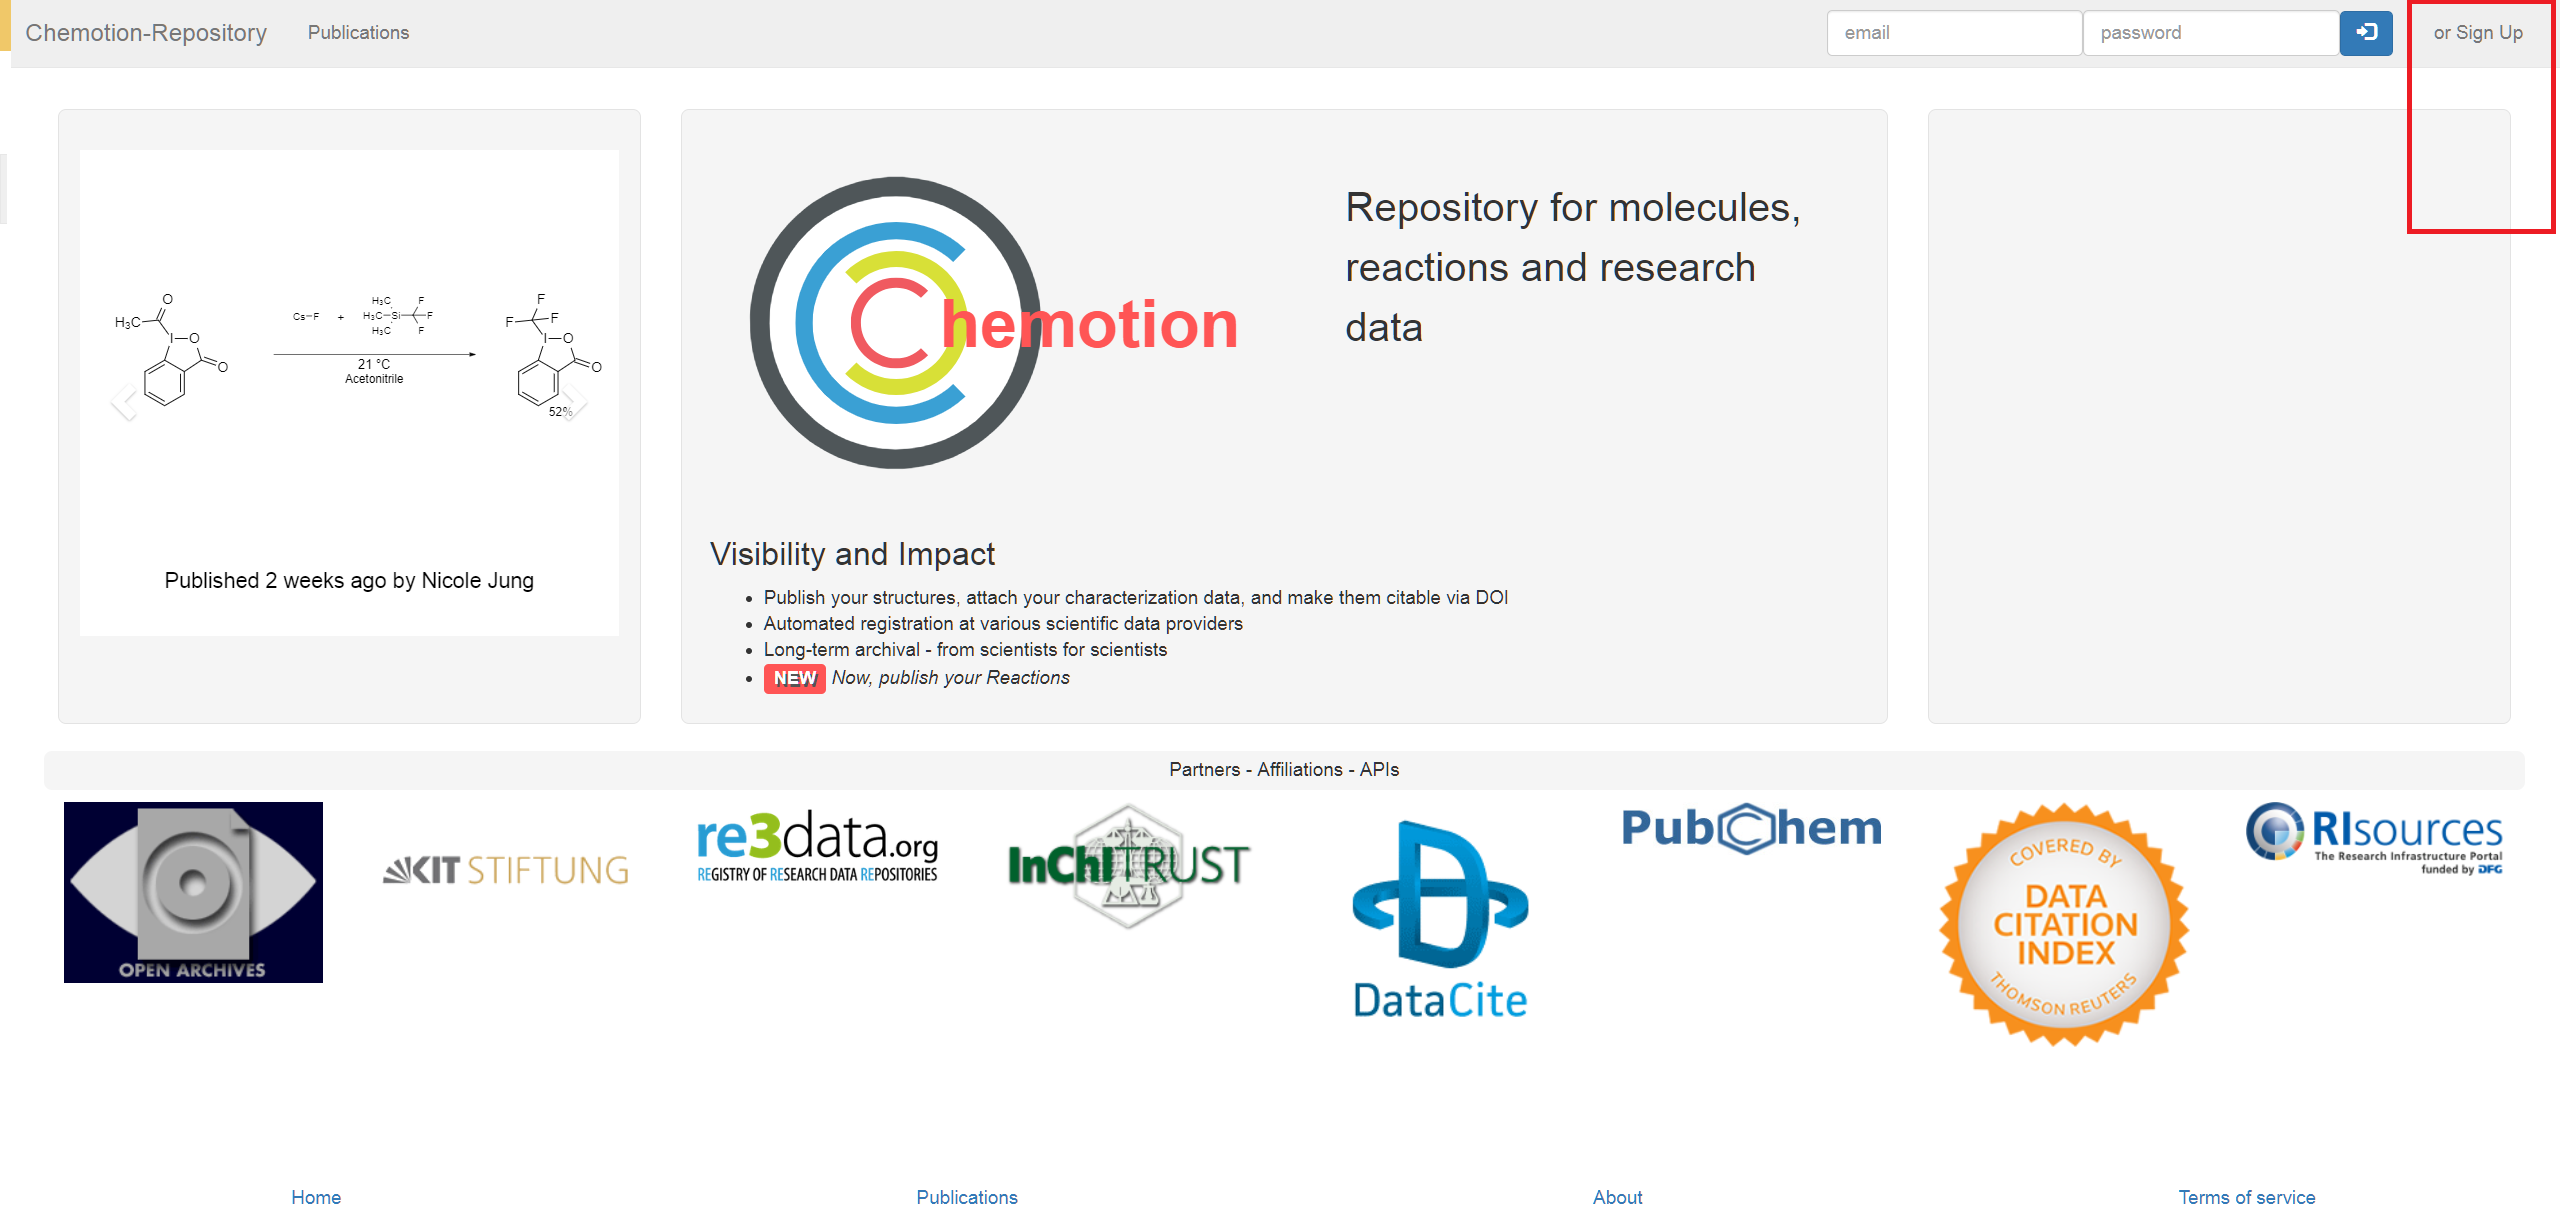 Chemotion-Repository
Publications
email
password
or Sign Up
O
H₃C
I
O
O
Cs-F
+
H₃C
H₃C
Si
H₃C
F
F
F
21 °C
Acetonitrile
F
F
F
I
O
O
52%
Published 2 weeks ago by Nicole Jung
Chemotion
Repository for molecules,
reactions and research
data
Visibility and Impact
Publish your structures, attach your characterization data, and make them citable via DOI
Automated registration at various scientific data providers
Long-term archival - from scientists for scientists
NEW Now, publish your Reactions
Partners - Affiliations - APIs
OPEN ARCHIVES
KIT STIFTUNG
re3data.org
REGISTRY OF RESEARCH DATA REPOSITORIES
InChI TRUST
DataCite
PubChem
COVERED BY
DATA
CITATION
INDEX
THOMSON REUTERS
RIsources
The Research Infrastructure Portal
funded by DFG
Home
Publications
About
Terms of service